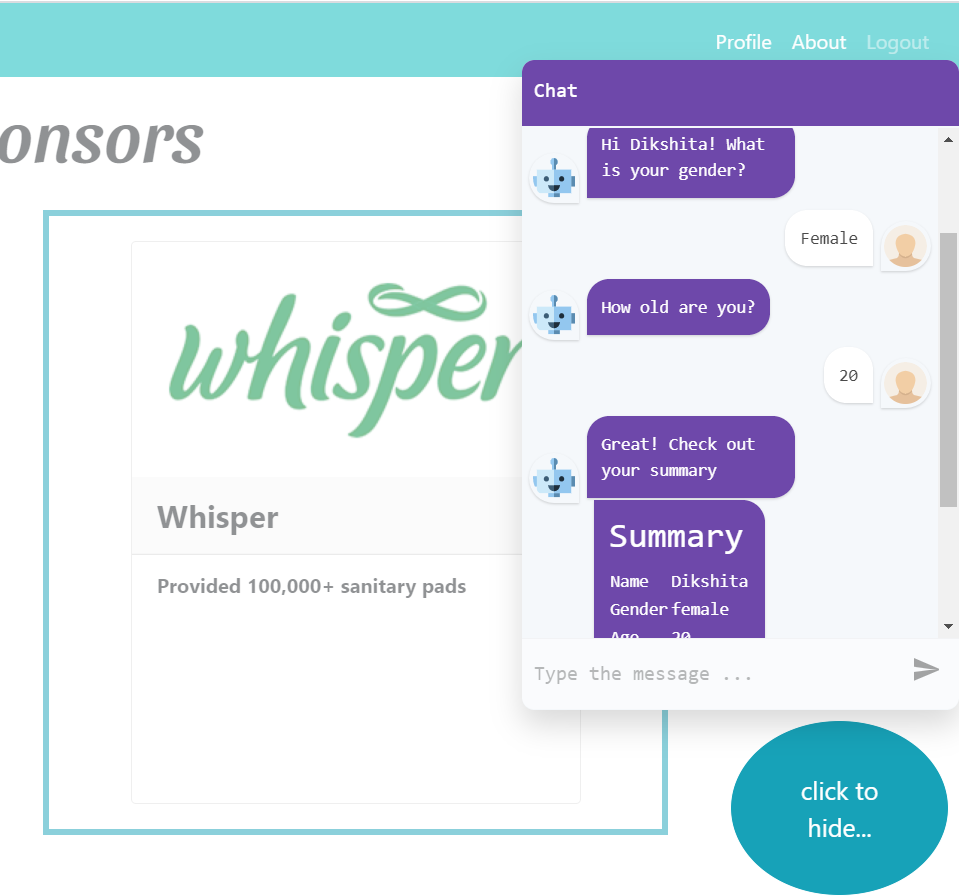 Profile About Logout
onsors
whisper
Whisper
Provided 100,000+ sanitary pads
Chat
Hi Dikshita! What
is your gender?
Female
How old are you?
20
Great! Check out
your summary
Summary
Name Dikshita
Gender female
Age 20
Type the message ...
click to
hide...